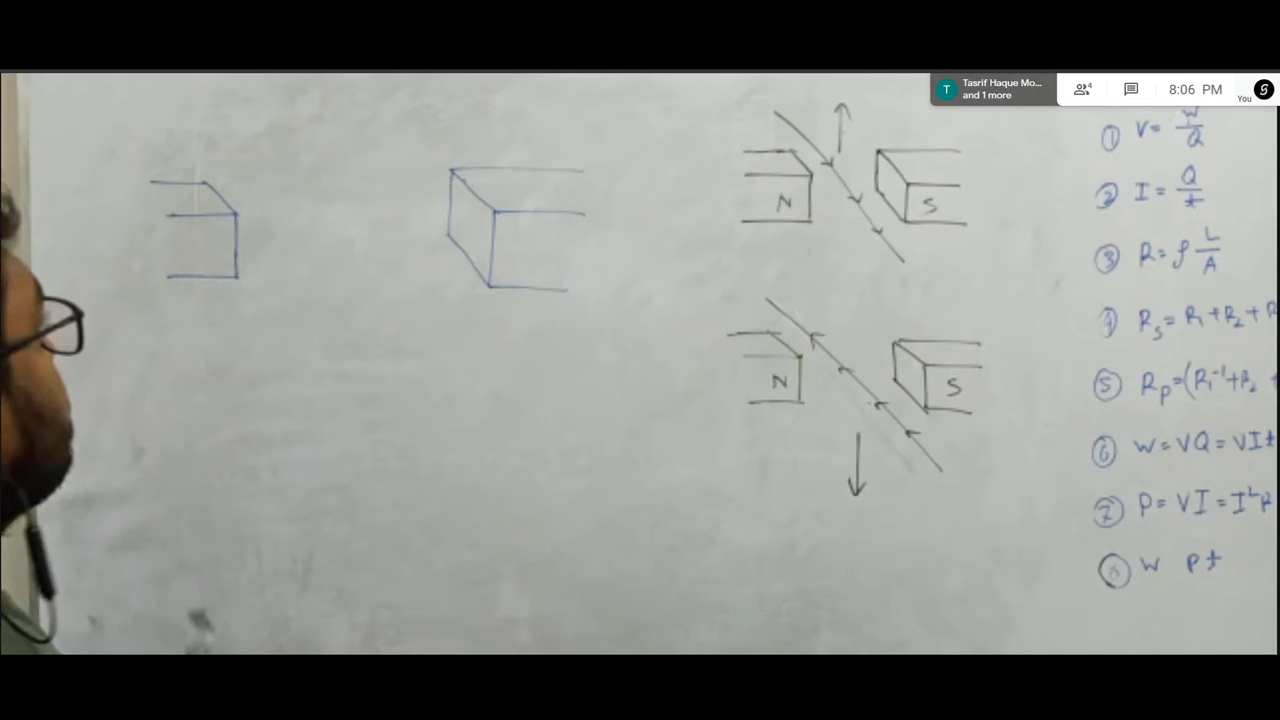 Tasrif Haque Mo...
and 1 more
T
4
8:06 PM
You
N
S
N
S
① V = W/Q
② I = Q/t
③ R = ρ L/A
④ Rs = R₁ + R₂ + R
⑤ Rp = (R₁⁻¹ + R₂ +
⑥ W = VQ = VIt
⑦ P = VI = I²R
⑧ W Pt